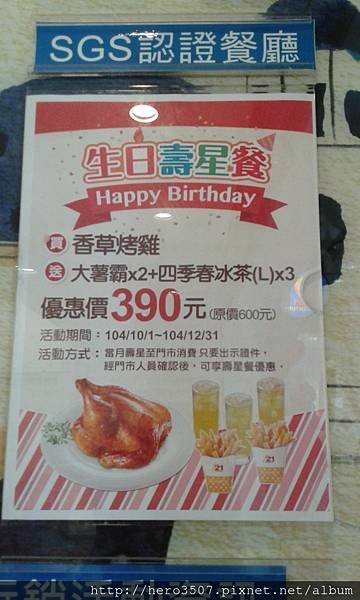 SGS認證餐廳
生日壽星餐
Happy Birthday
買 香草烤雞
送 大薯霸x2+四季春冰茶(L)x3
優惠價390元(原價600元)
活動期間：104/10/1~104/12/31
活動方式：當月壽星至門市消費 只要出示證件，
經門市人員確認後，可享壽星餐優惠。
21
21
http://hero3507.pixnet.net/album